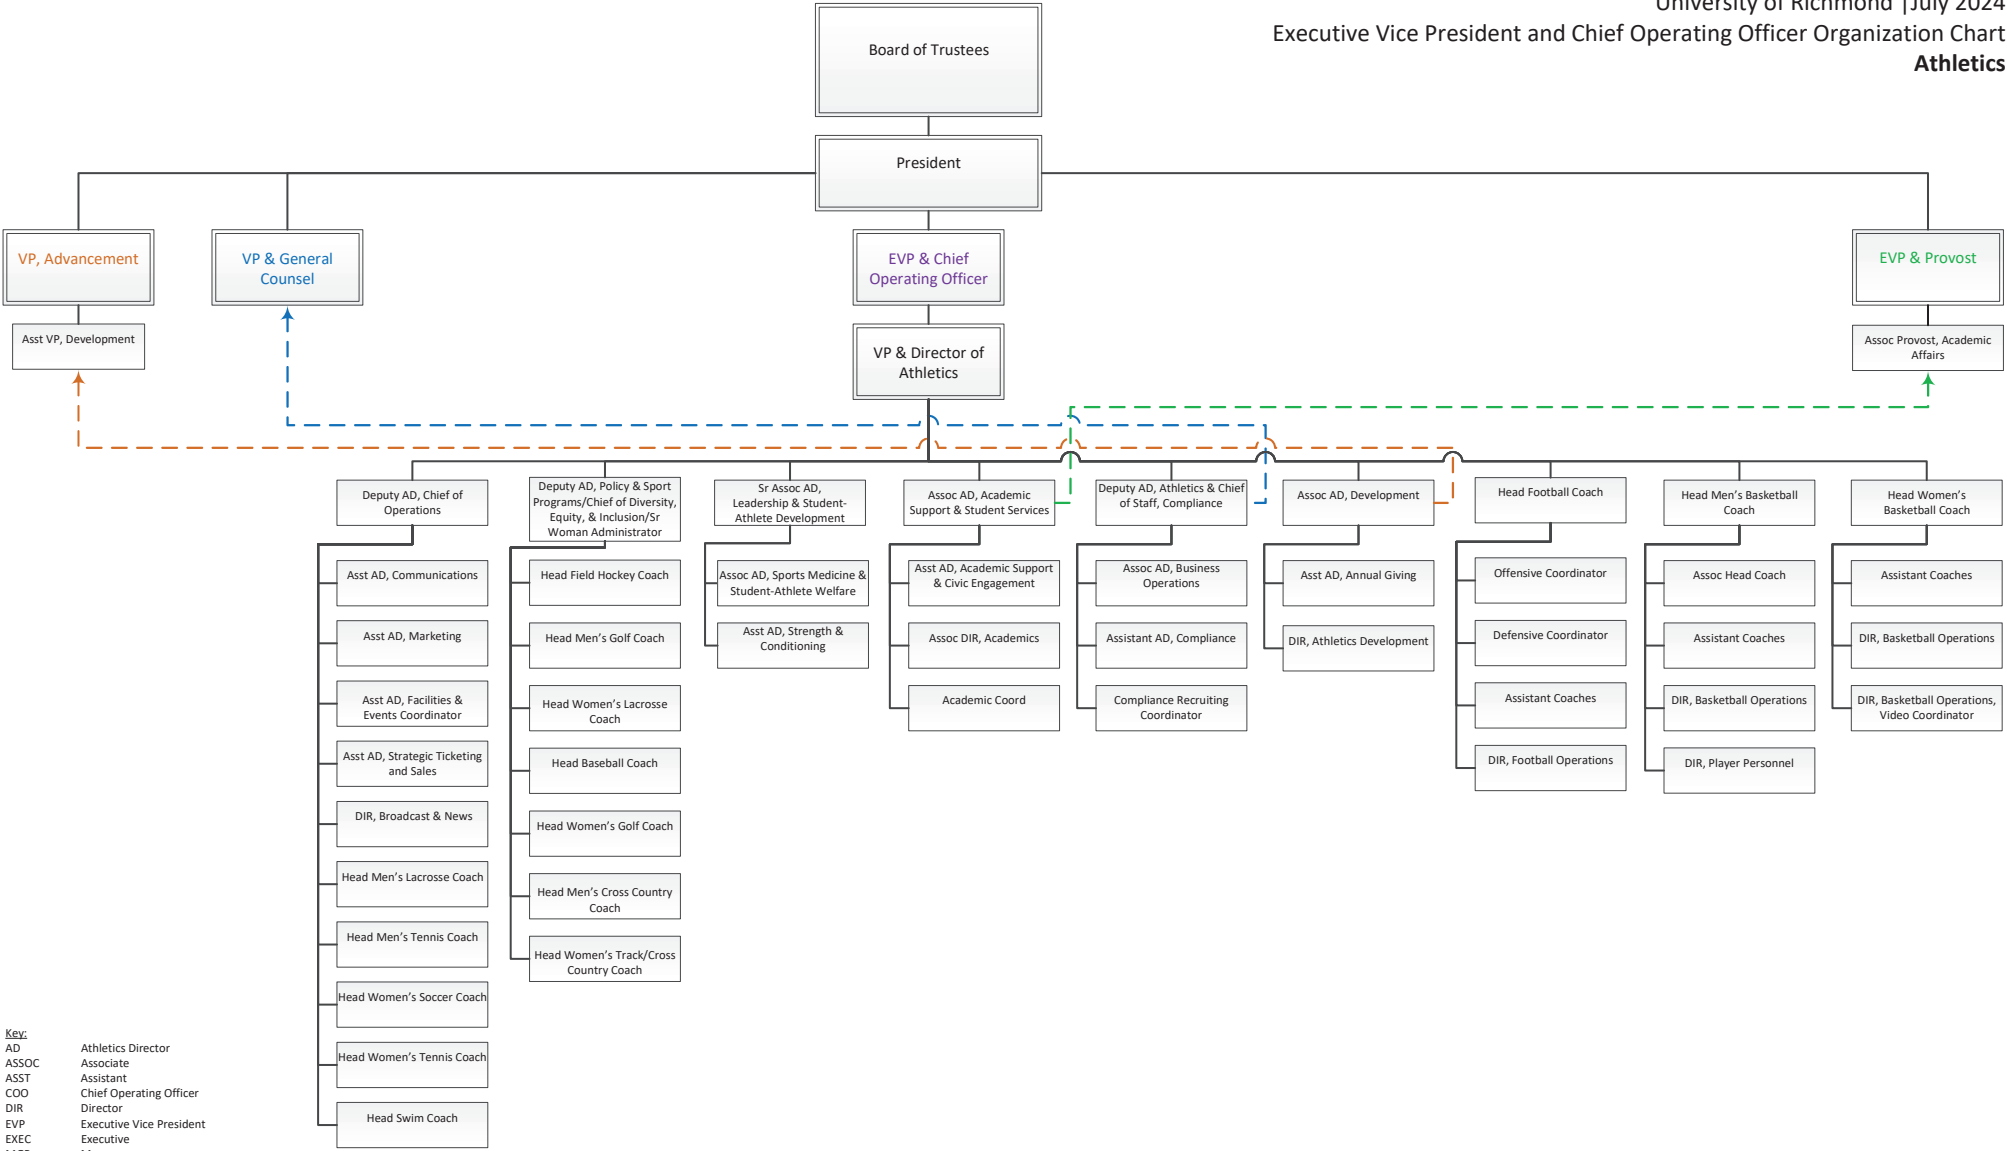 University of Richmond |July 2024
Executive Vice President and Chief Operating Officer Organization Chart
Athletics
Board of Trustees
President
VP, Advancement
VP & General
Counsel
EVP & Chief
Operating Officer
EVP & Provost
Asst VP, Development
VP & Director of
Athletics
Assoc Provost, Academic
Affairs
Deputy AD, Chief of
Operations
Deputy AD, Policy & Sport
Programs/Chief of Diversity,
Equity, & Inclusion/Sr
Woman Administrator
Sr Assoc AD,
Leadership & Student-
Athlete Development
Assoc AD, Academic
Support & Student Services
Deputy AD, Athletics & Chief
of Staff, Compliance
Assoc AD, Development
Head Football Coach
Head Men's Basketball
Coach
Head Women's
Basketball Coach
Asst AD, Communications
Asst AD, Marketing
Asst AD, Facilities &
Events Coordinator
Asst AD, Strategic Ticketing
and Sales
DIR, Broadcast & News
Head Men's Lacrosse Coach
Head Men's Tennis Coach
Head Women's Soccer Coach
Head Women's Tennis Coach
Head Swim Coach
Head Field Hockey Coach
Head Men's Golf Coach
Head Women's Lacrosse
Coach
Head Baseball Coach
Head Women's Golf Coach
Head Men's Cross Country
Coach
Head Women's Track/Cross
Country Coach
Assoc AD, Sports Medicine &
Student-Athlete Welfare
Asst AD, Strength &
Conditioning
Asst AD, Academic Support
& Civic Engagement
Assoc DIR, Academics
Academic Coord
Assoc AD, Business
Operations
Assistant AD, Compliance
Compliance Recruiting
Coordinator
Asst AD, Annual Giving
DIR, Athletics Development
Offensive Coordinator
Defensive Coordinator
Assistant Coaches
DIR, Football Operations
Assoc Head Coach
Assistant Coaches
DIR, Basketball Operations
DIR, Player Personnel
Assistant Coaches
DIR, Basketball Operations
DIR, Basketball Operations,
Video Coordinator
Key:
AD Athletics Director
ASSOC Associate
ASST Assistant
COO Chief Operating Officer
DIR Director
EVP Executive Vice President
EXEC Executive